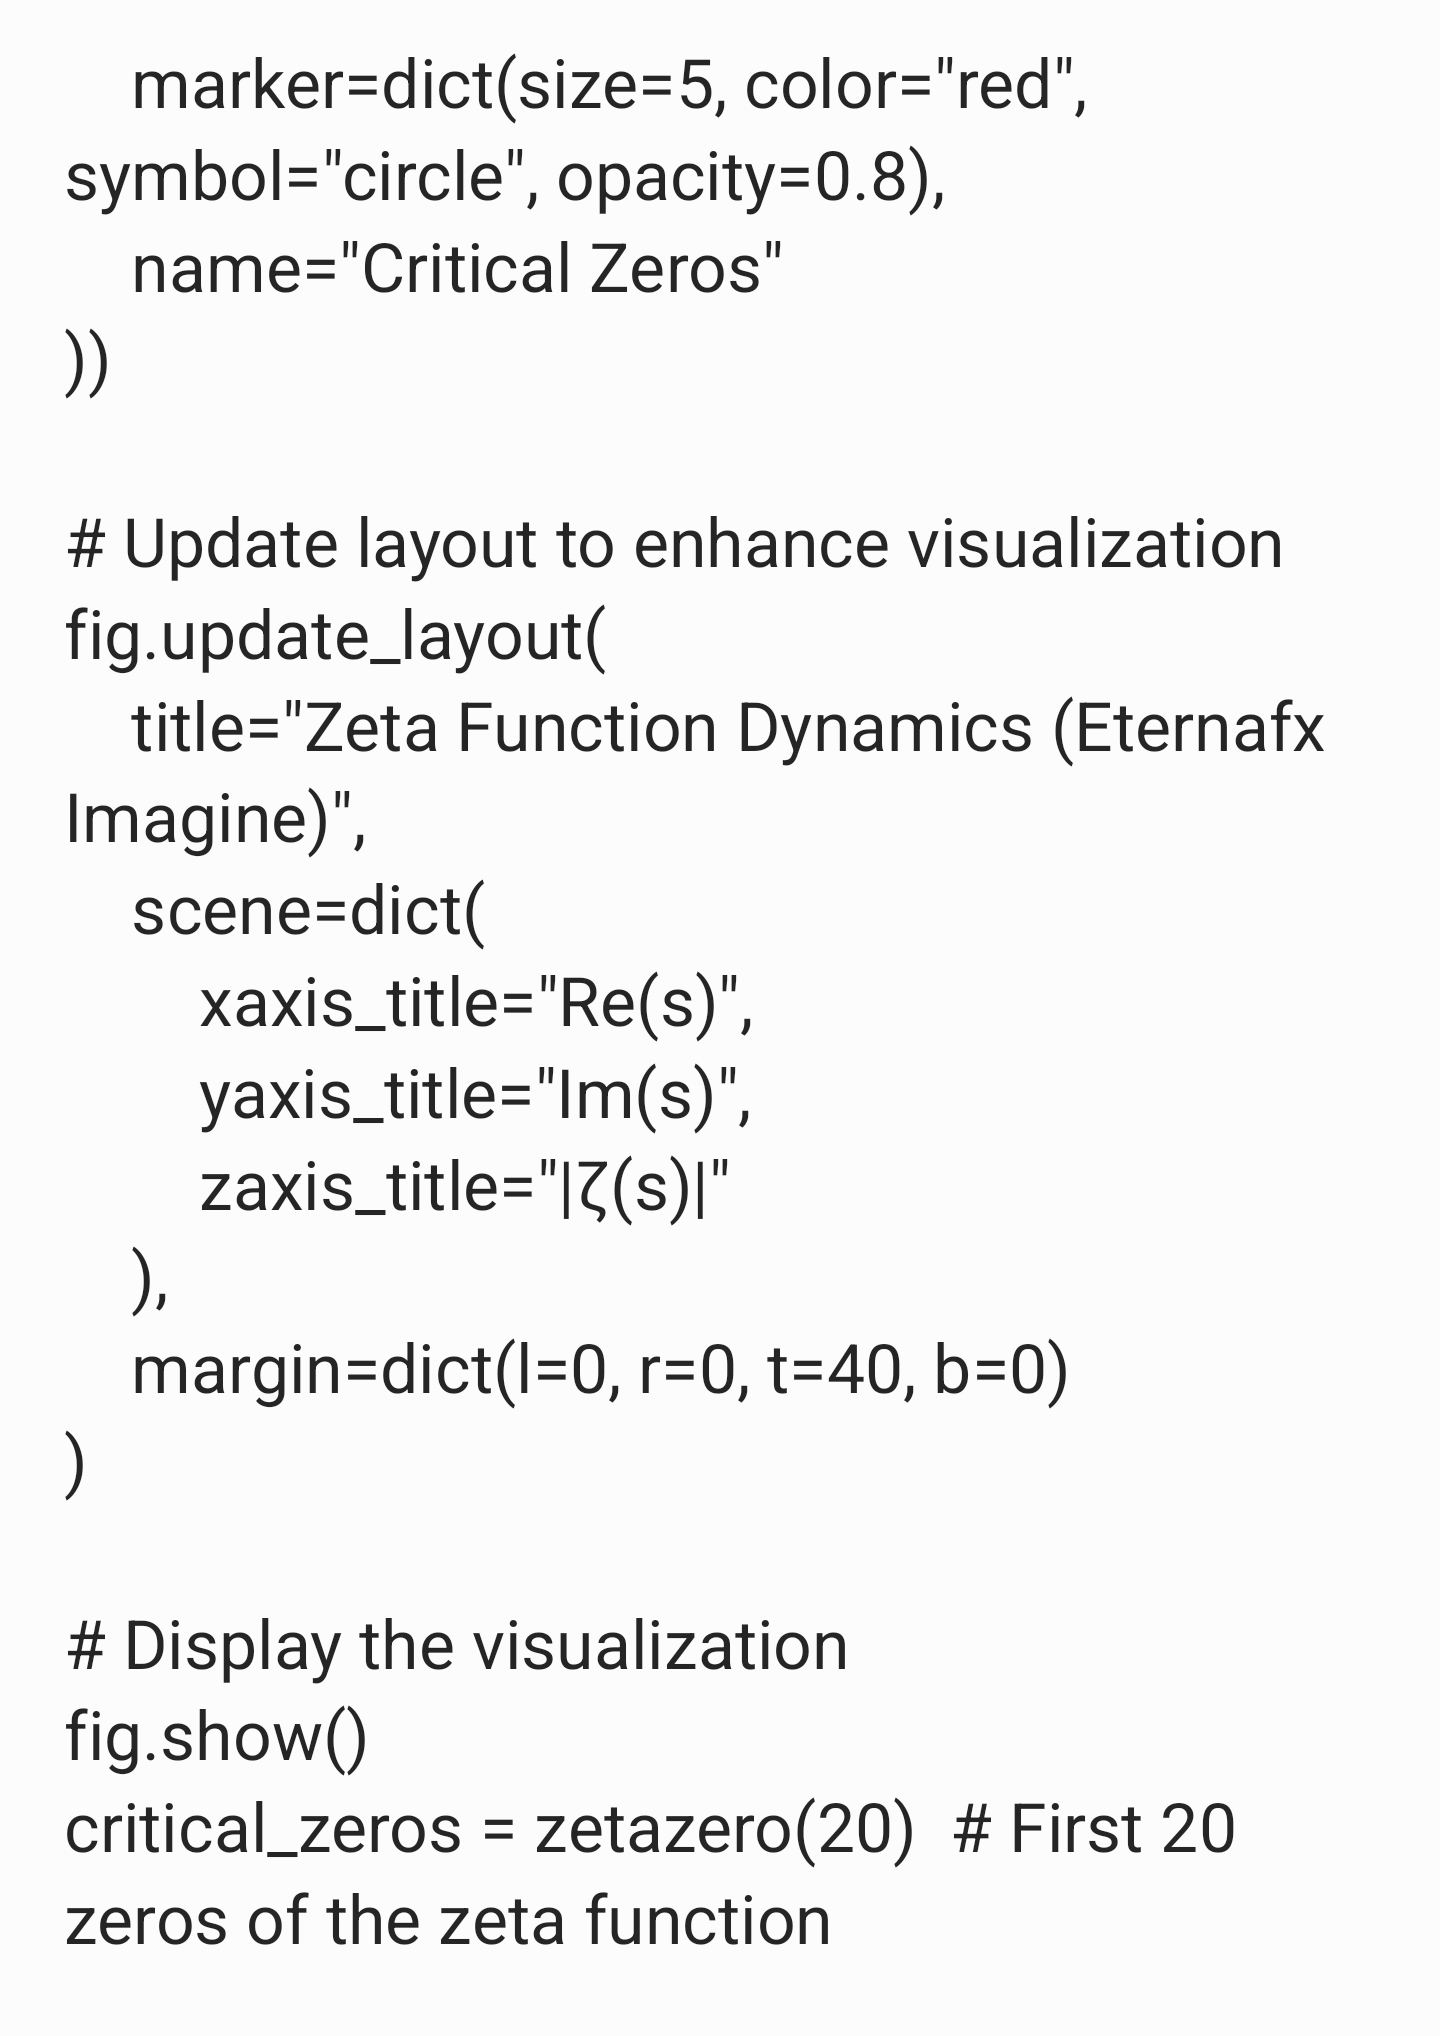 marker=dict(size=5, color="red",
symbol="circle", opacity=0.8),
name="Critical Zeros"
))
# Update layout to enhance visualization
fig.update_layout(
title="Zeta Function Dynamics (Eternafx
Imagine)",
scene=dict(
xaxis_title="Re(s)",
yaxis_title="Im(s)",
zaxis_title="|ζ(s)|"
),
margin=dict(l=0, r=0, t=40, b=0)
)
# Display the visualization
fig.show()
critical_zeros = zetazero(20)  # First 20
zeros of the zeta function